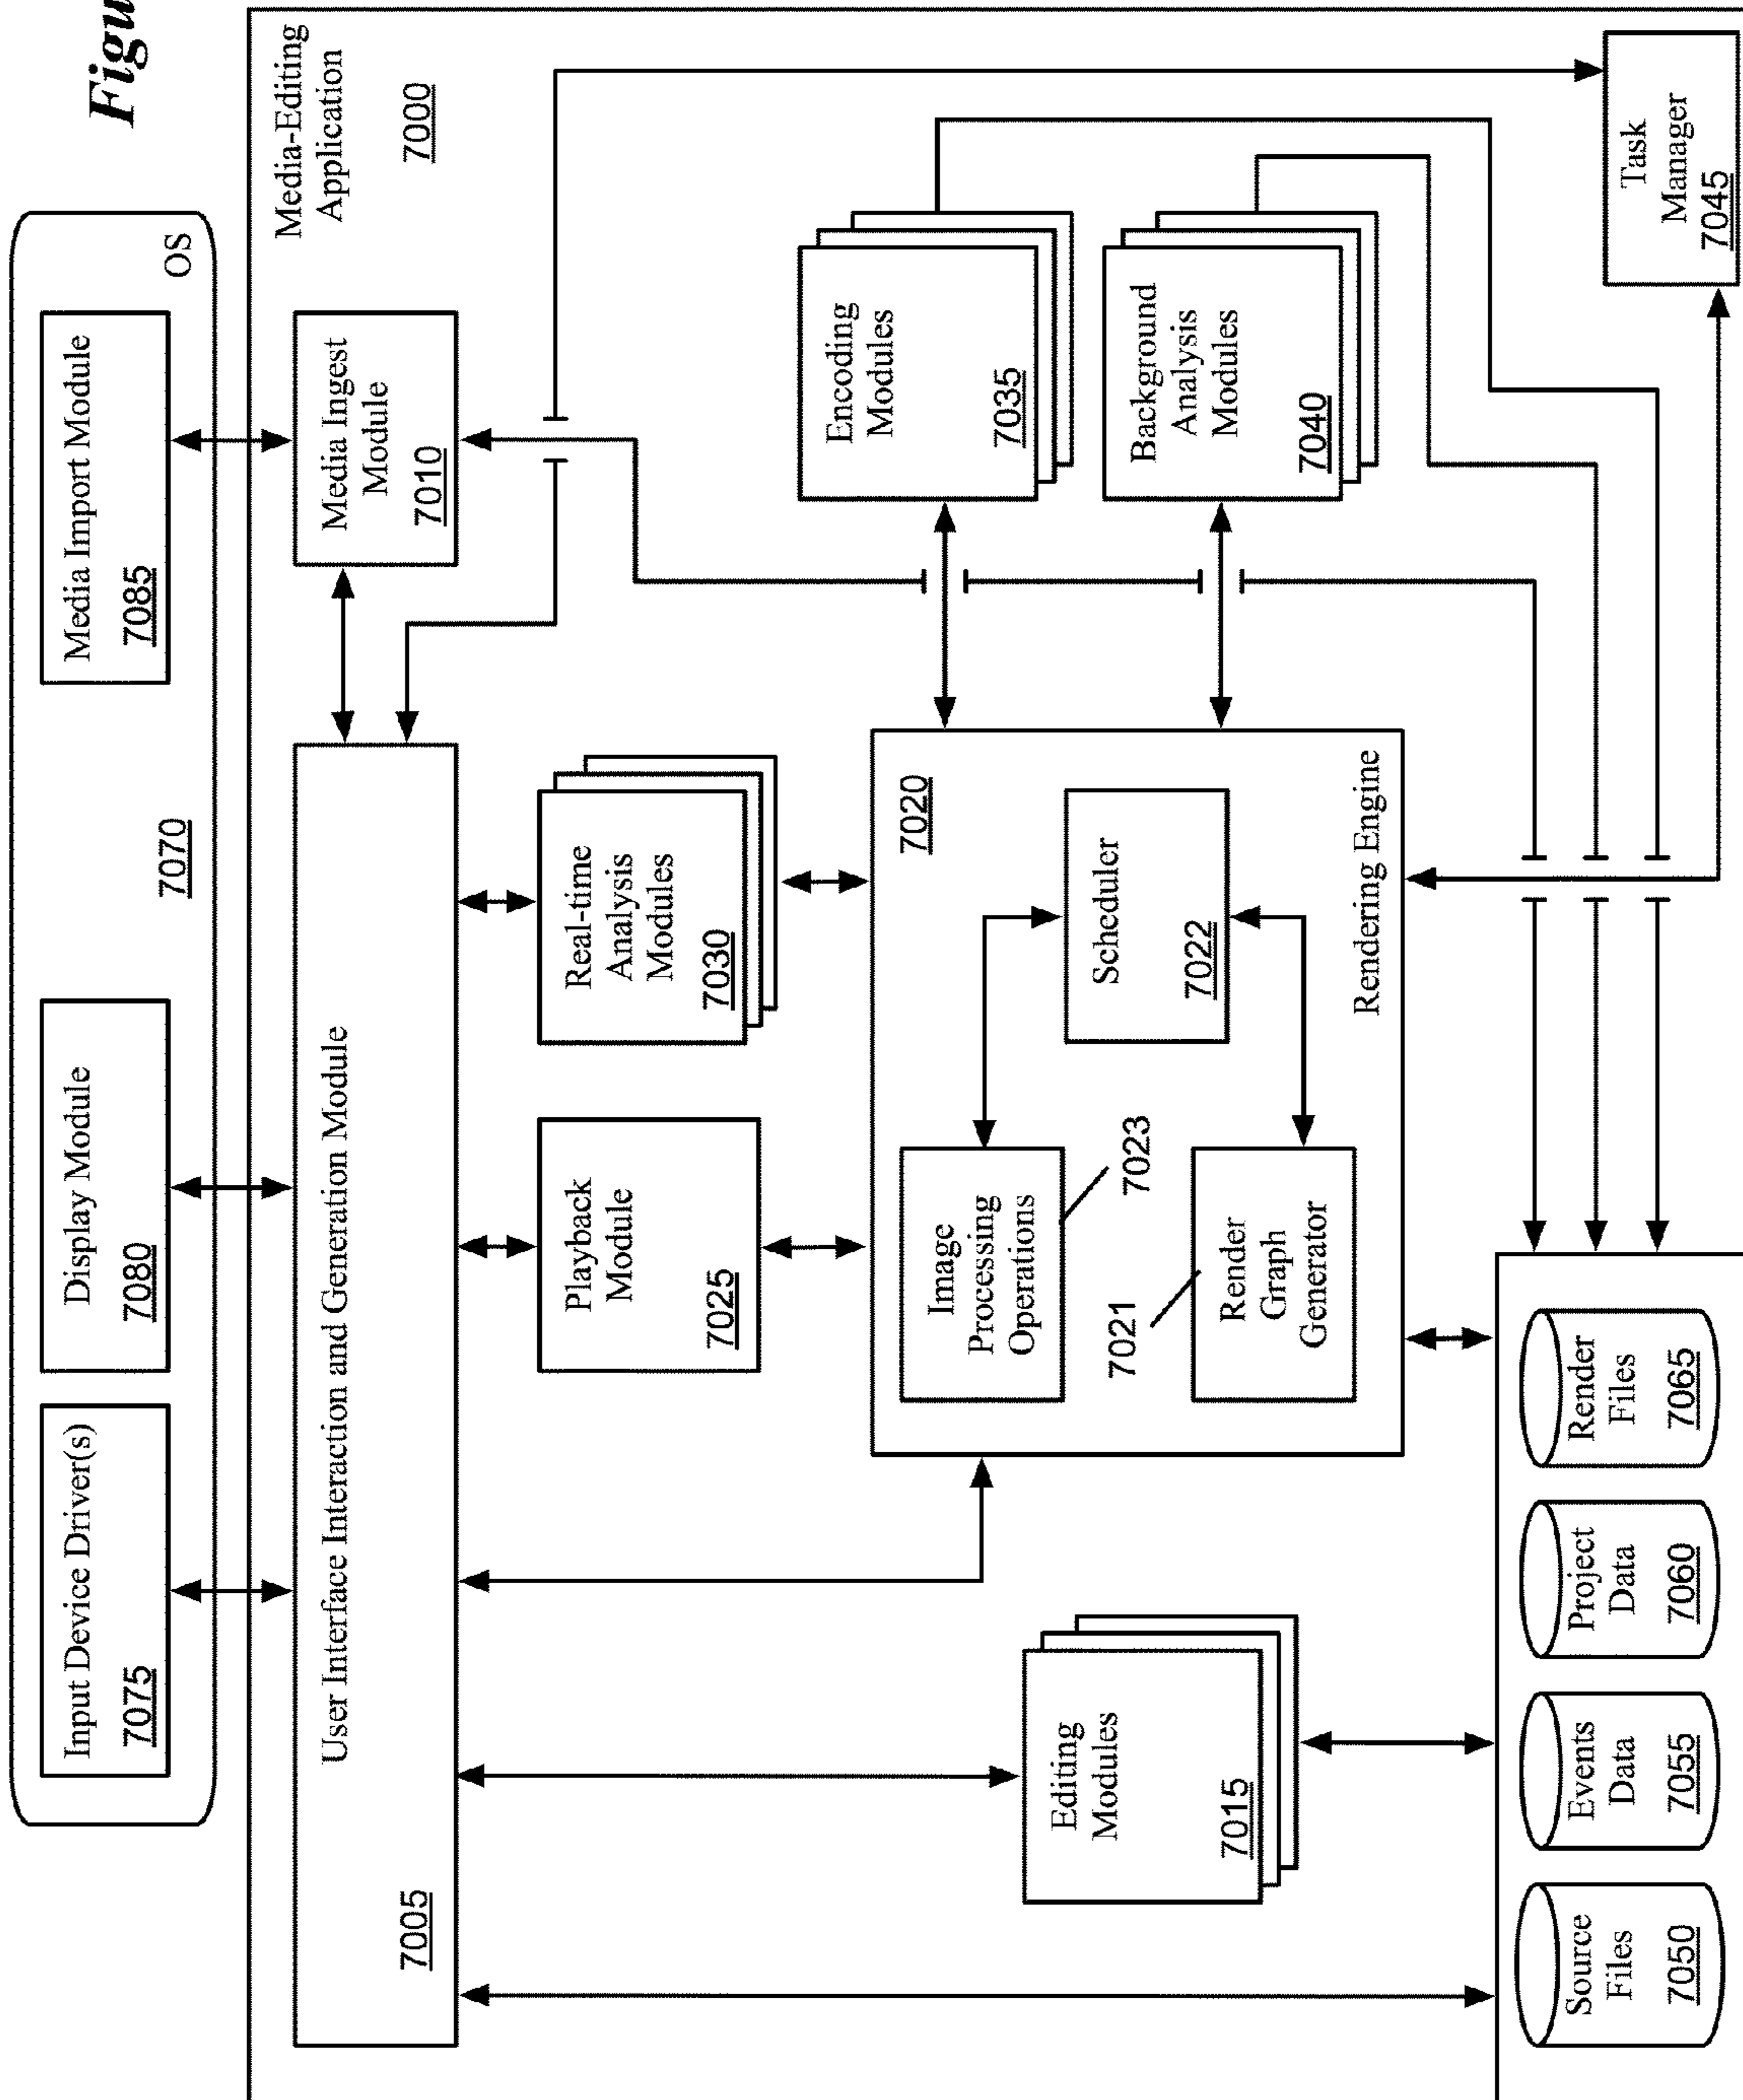 Figu
Input Device Driver(s)
7075
Display Module
7080
7070
Media Import Module
7085
OS
Media-Editing
Application
7000
User Interface Interaction and Generation Module
7005
Media Ingest
Module
7010
Playback
Module
7025
Real-time
Analysis
Modules
7030
Encoding
Modules
7035
Background
Analysis
Modules
7040
Editing
Modules
7015
7020
Image
Processing
Operations
7023
Scheduler
7022
7021
Render
Graph
Generator
Rendering Engine
Task
Manager
7045
Source
Files
7050
Events
Data
7055
Project
Data
7060
Render
Files
7065